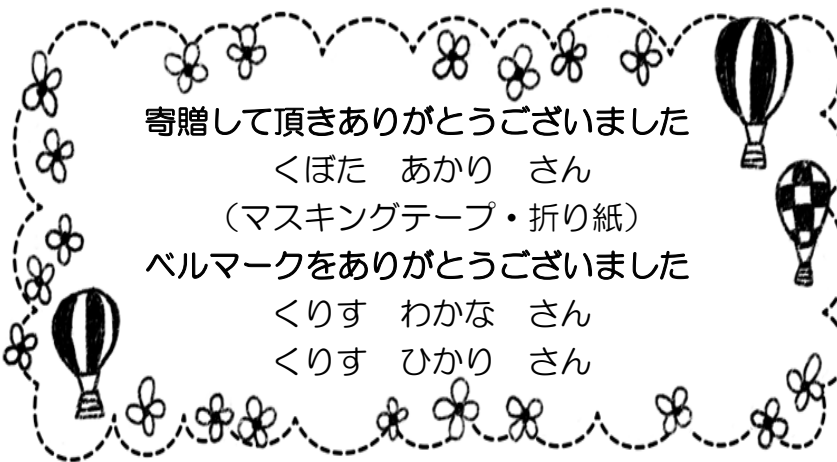 寄贈して頂きありがとうございました
くぼた　あかり　さん
（マスキングテープ・折り紙）
ベルマークをありがとうございました
くりす　わかな　さん
くりす　ひかり　さん